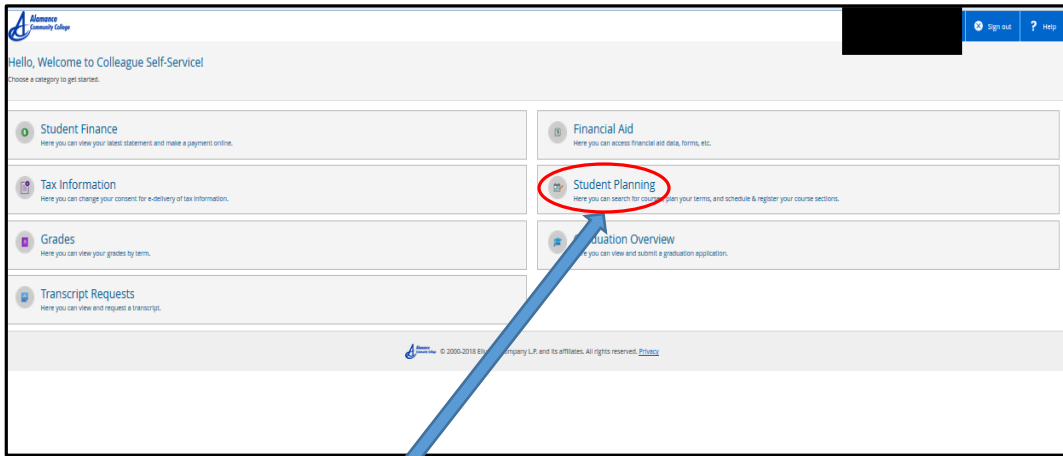 Alamance
Community College
Sign out
? Help
Hello, Welcome to Colleague Self-Service!
Choose a category to get started.
Student Finance
Here you can view your latest statement and make a payment online.
Financial Aid
Here you can access financial aid data, forms, etc.
Tax Information
Here you can change your consent for e-delivery of tax information.
Student Planning
Here you can search for courses, plan your terms, and schedule & register your course sections.
Grades
Here you can view your grades by term.
Overview
you can view and submit a graduation application.
Transcript Requests
Here you can view and request a transcript.
Alamance
Community College
© 2000-2018 Company L.P. and its affiliates. All rights reserved. Privacy